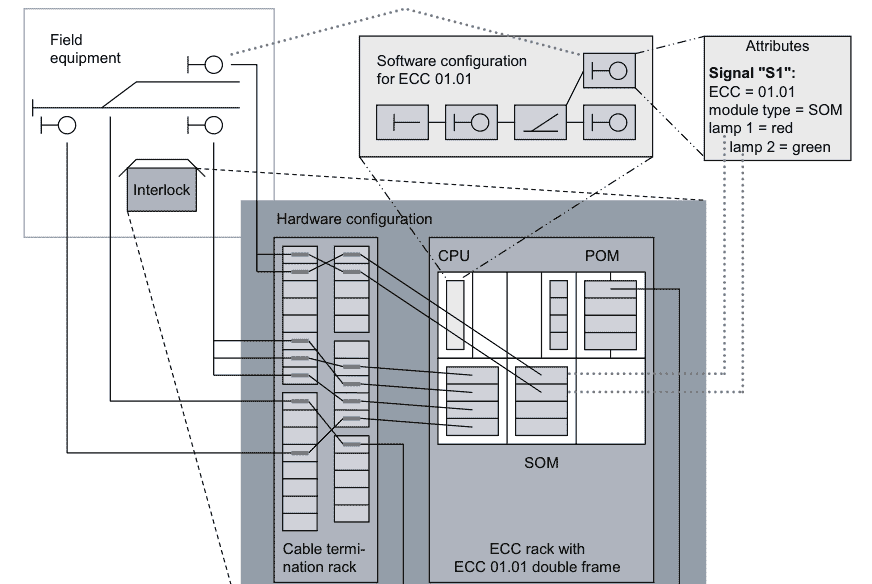 Field
equipment
Interlock
Software configuration
for ECC 01.01
Attributes
Signal "S1":
ECC = 01.01
module type = SOM
lamp 1 = red
lamp 2 = green
Hardware configuration
CPU
POM
SOM
Cable termi-
nation rack
ECC rack with
ECC 01.01 double frame